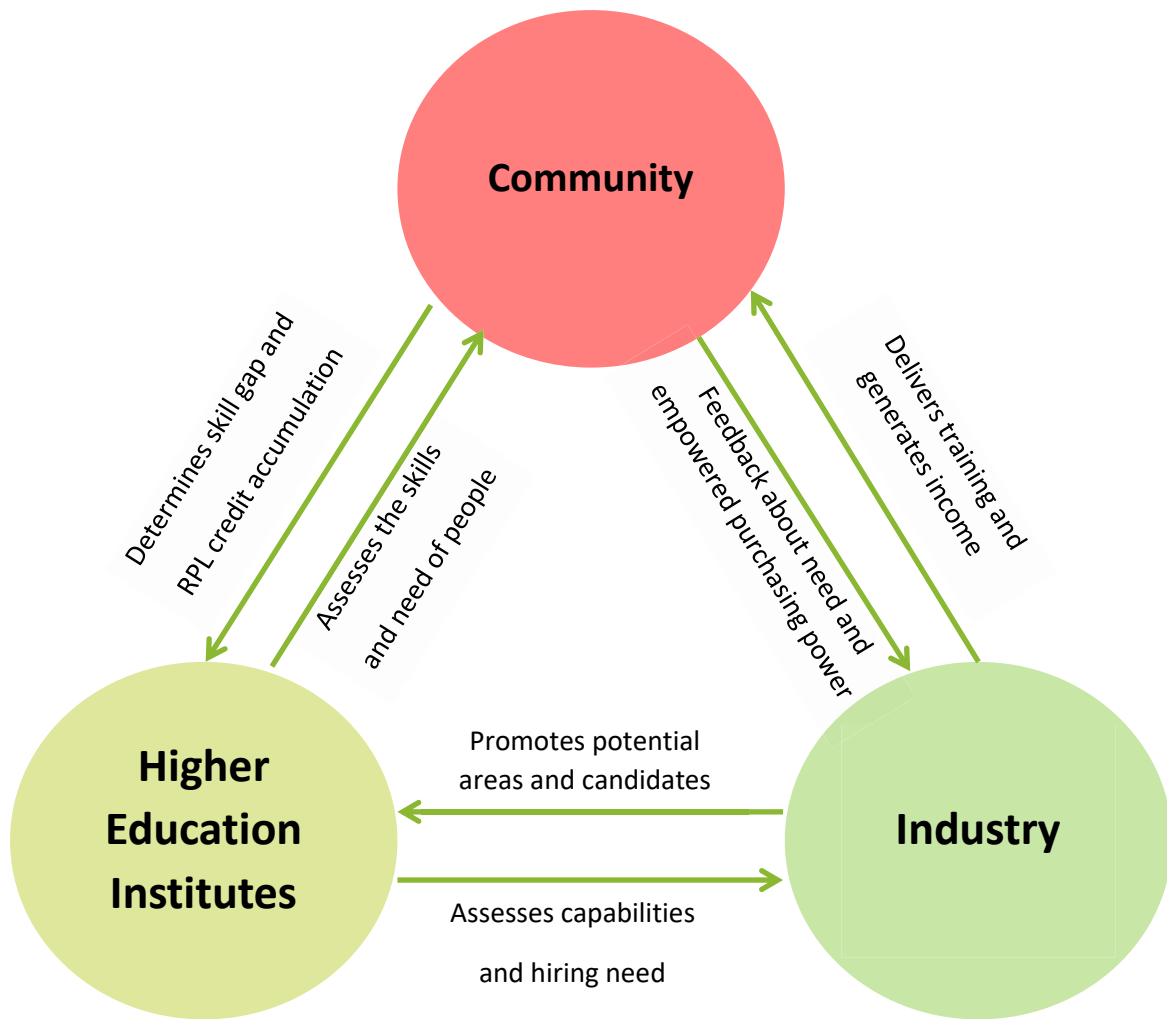 Community
Determines skill gap and
RPL credit accumulation
Assesses the skills
and need of people
Feedback about need and
empowered purchasing power
Delivers training and
generates income
Higher
Education
Institutes
Promotes potential
areas and candidates
Assesses capabilities
and hiring need
Industry